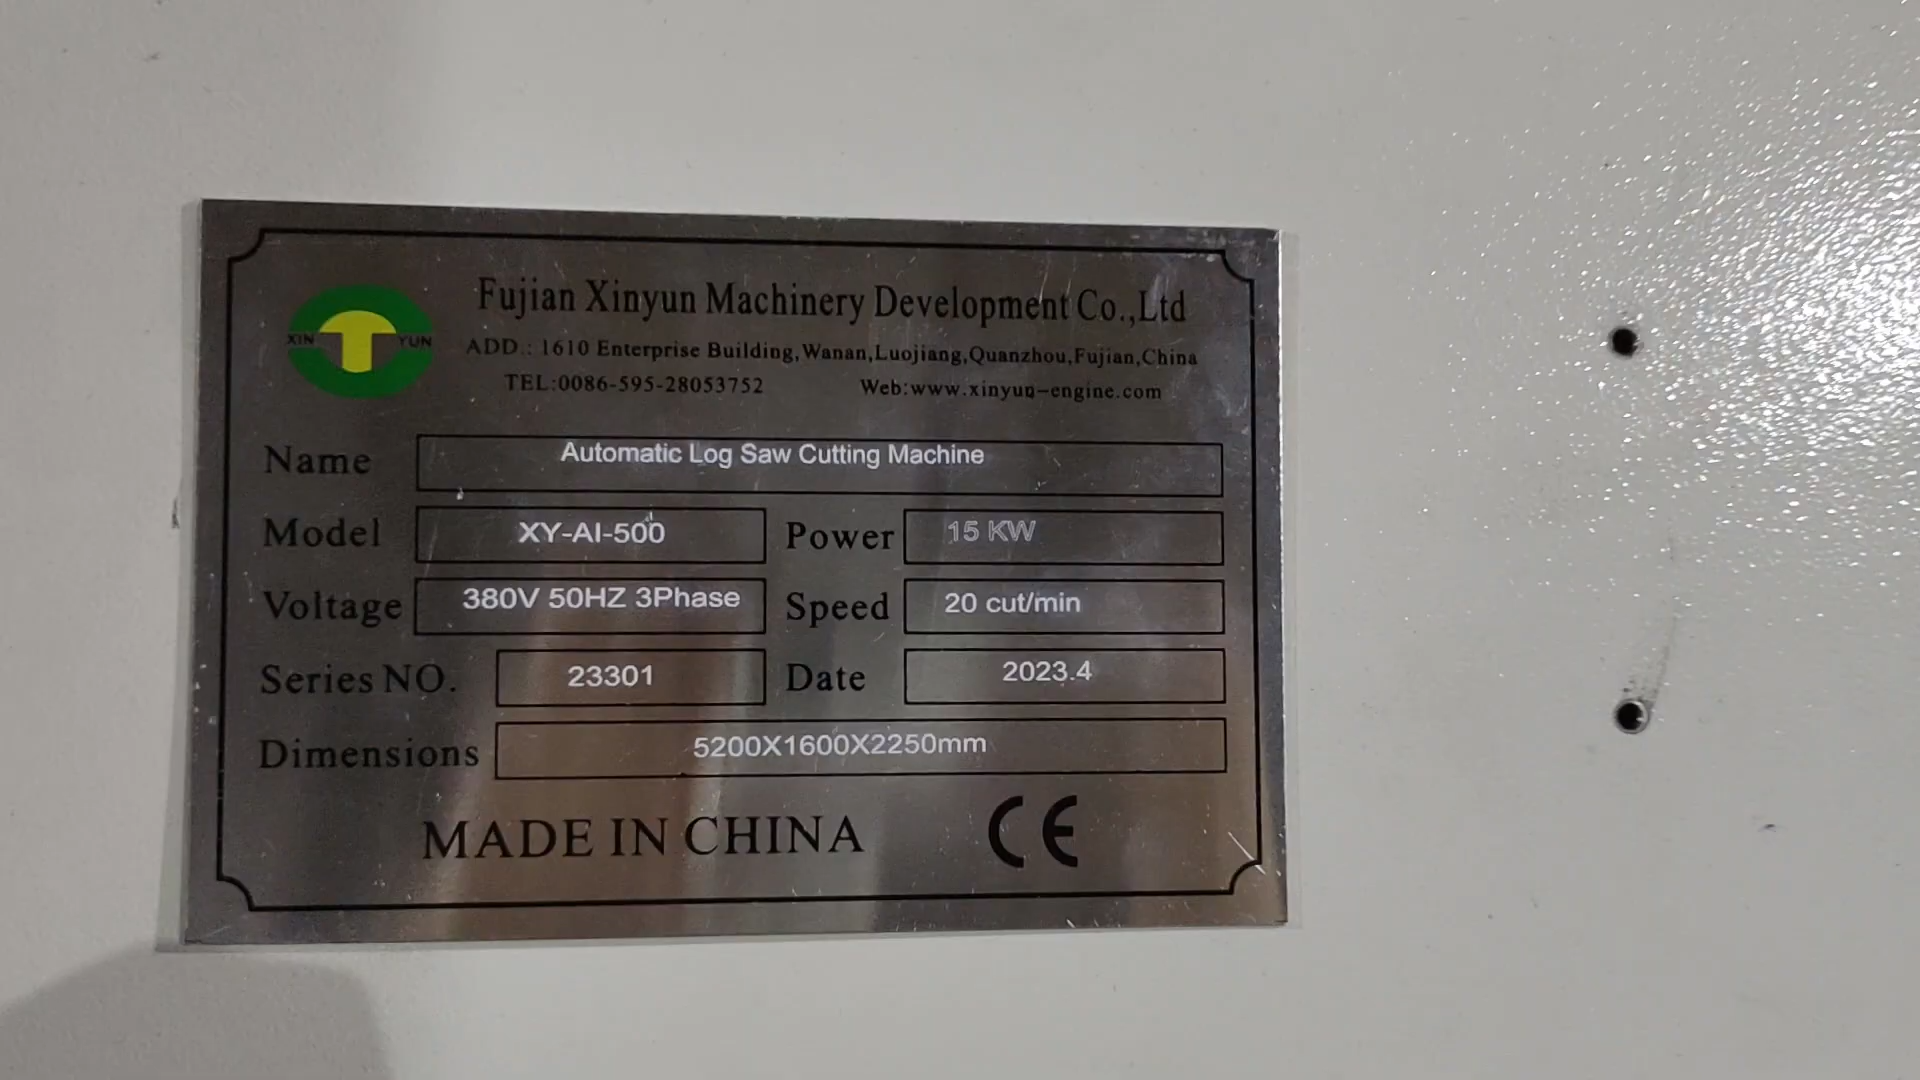 XIN YUN
Fujian Xinyun Machinery Development Co.,Ltd
ADD.: 1610 Enterprise Building,Wanan,Luojiang,Quanzhou,Fujian,China
TEL:0086-595-28053752 Web:www.xinyun-engine.com
Name Automatic Log Saw Cutting Machine
Model XY-AI-500 Power 15 KW
Voltage 380V 50HZ 3Phase Speed 20 cut/min
Series NO. 23301 Date 2023.4
Dimensions 5200X1600X2250mm
MADE IN CHINA CE